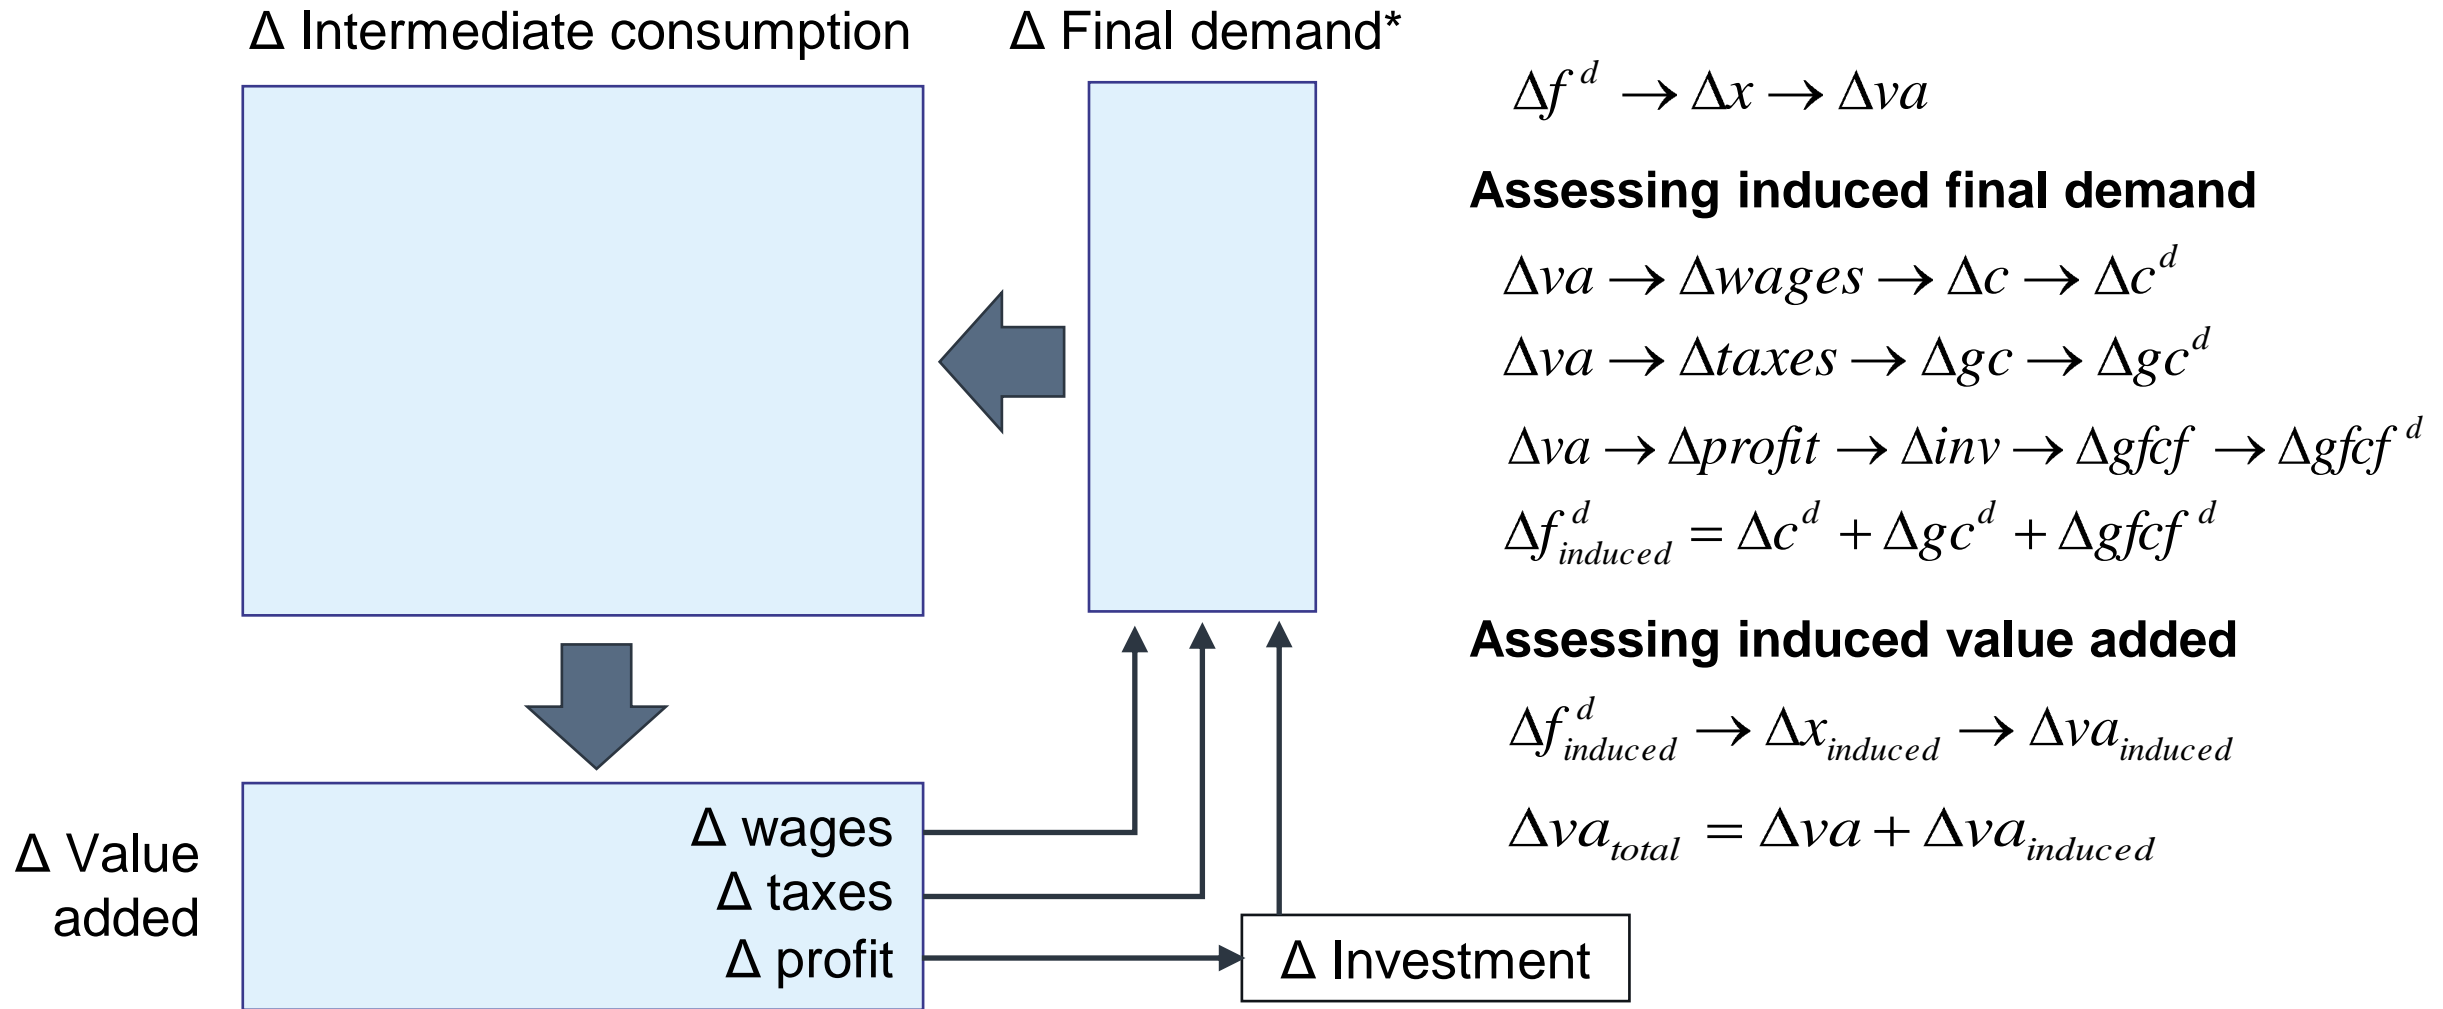 Δ Intermediate consumption
Δ Final demand*
Δ Value
added
Δ wages
Δ taxes
Δ profit
Δ Investment
Δf^d → Δx → Δva
Assessing induced final demand
Δva → Δwages → Δc → Δc^d
Δva → Δtaxes → Δgc → Δgc^d
Δva → Δprofit → Δinv → Δgfcf → Δgfcf^d
Δf^d_induced = Δc^d + Δgc^d + Δgfcf^d
Assessing induced value added
Δf^d_induced → Δx_induced → Δva_induced
Δva_total = Δva + Δva_induced